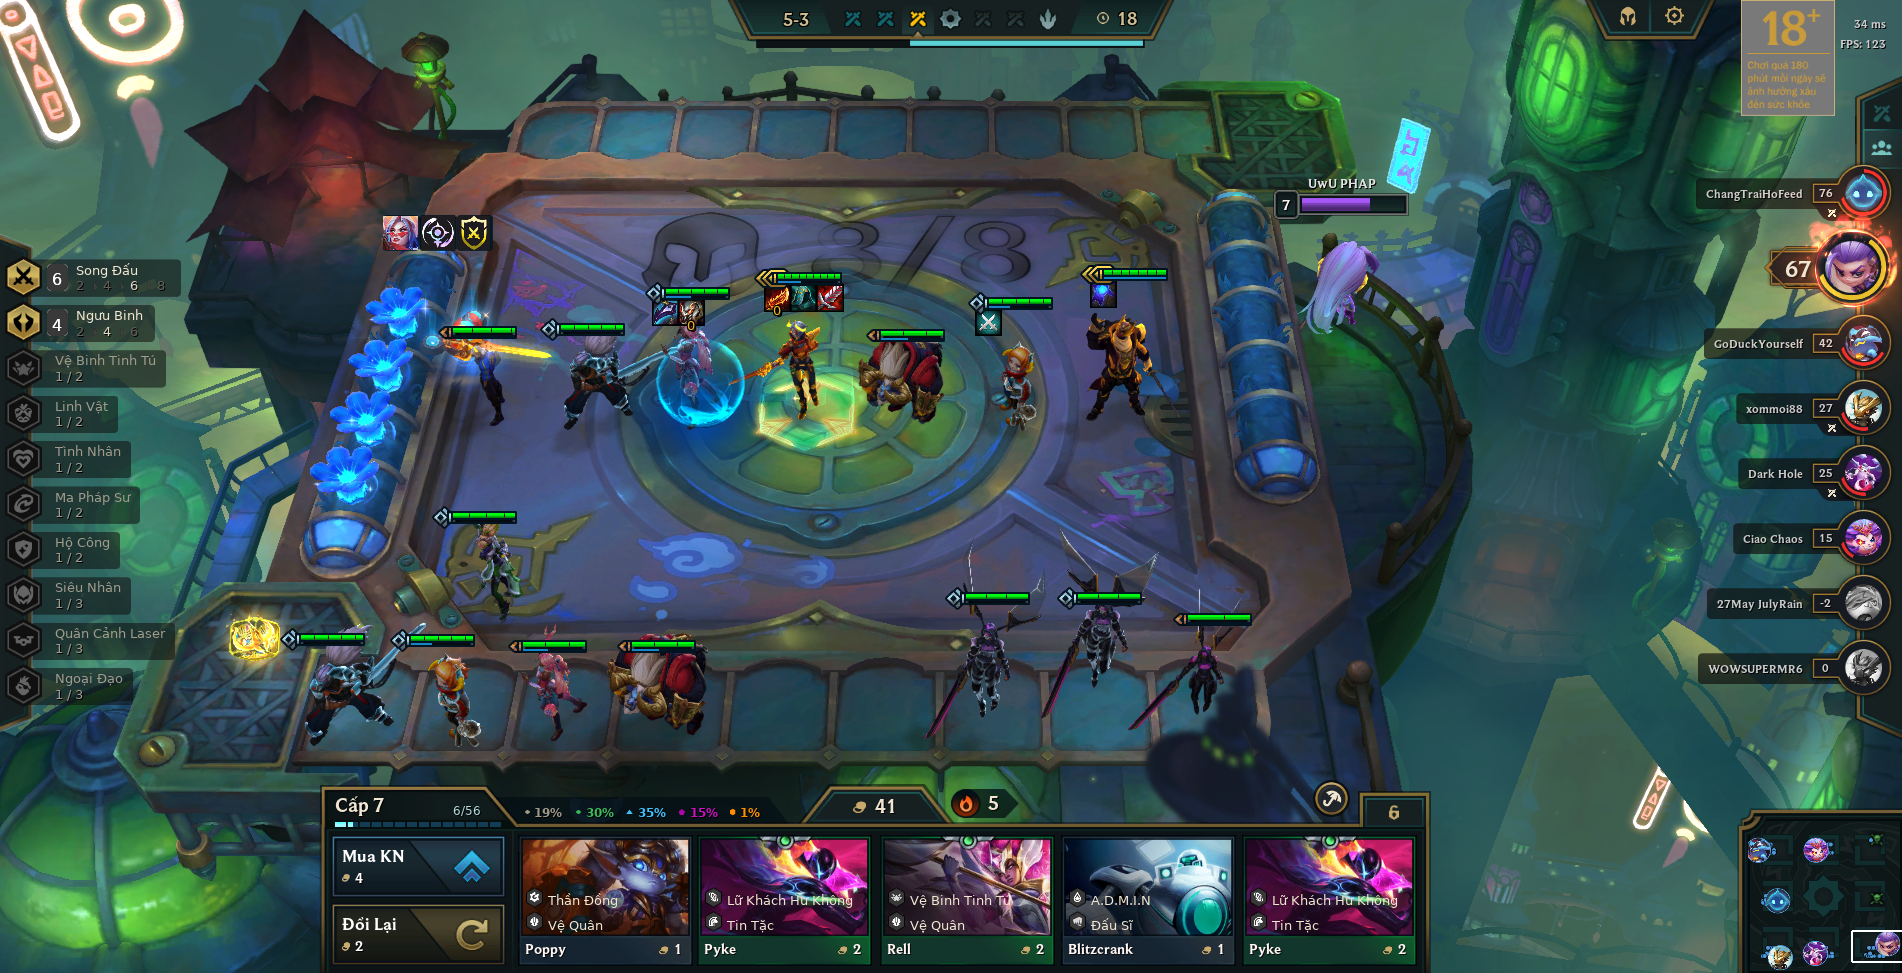 5-3
18
34 ms
FPS: 123
18+
Chơi quá 180
phút mỗi ngày sẽ
ảnh hưởng xấu
đến sức khỏe
3/8
UwU PHAP
7
ChangTraiHoFeed 76
67
GoDuckYourself 42
xommoi88 27
Dark Hole 25
Ciao Chaos 15
27May JulyRain -2
WOWSUPERMR6 0
6 Song Đấu
2 4 6 8
4 Ngưu Binh
2 4 6
Vệ Binh Tinh Tú
1 / 2
Linh Vật
1 / 2
Tình Nhân
1 / 2
Ma Pháp Sư
1 / 2
Hộ Công
1 / 2
Siêu Nhân
1 / 3
Quân Cảnh Laser
1 / 3
Ngoại Đạo
1 / 3
0
0
Cấp 7
6/56
19% 30% 35% 15% 1%
41
5
6
Mua KN
4
Đổi Lại
2
Thần Đồng
Vệ Quân
Poppy 1
Lữ Khách Hư Không
Tin Tặc
Pyke 2
Vệ Binh Tinh Tú
Vệ Quân
Rell 2
A.D.M.I.N
Đấu Sĩ
Blitzcrank 1
Lữ Khách Hư Không
Tin Tặc
Pyke 2